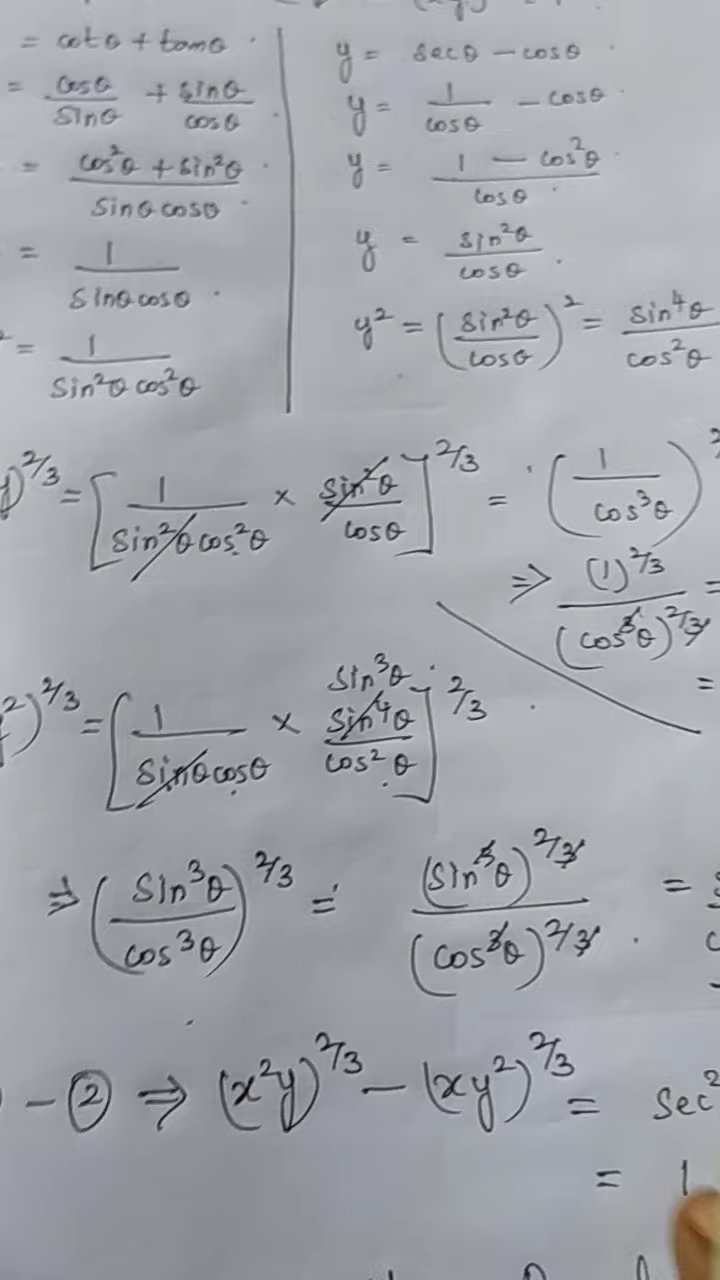 = cotθ + tanθ
= cosθ/sinθ + sinθ/cosθ
= cos²θ + sin²θ / sinθ cosθ
= 1 / sinθ cosθ
² = 1 / sin²θ cos²θ
y = secθ - cosθ
y = 1/cosθ - cosθ
y = 1 - cos²θ / cosθ
y = sin²θ / cosθ
y² = (sin²θ/cosθ)² = sin⁴θ / cos²θ
y)^2/3 = [1 / sin²θ cos²θ × sin²θ / cosθ]^2/3 = (1 / cos³θ)²
⇒ (1)^2/3 / (cos³θ)^2/3 =
=
²)^2/3 = [1 / sinθ cosθ × sin³θ sin⁴θ / cos²θ]^2/3
⇒ (sin³θ / cos³θ)^2/3 = (sin³θ)^2/3 / (cos³θ)^2/3 =
- ② ⇒ (x²y)^2/3 - (xy²)^2/3 = sec²
= 1